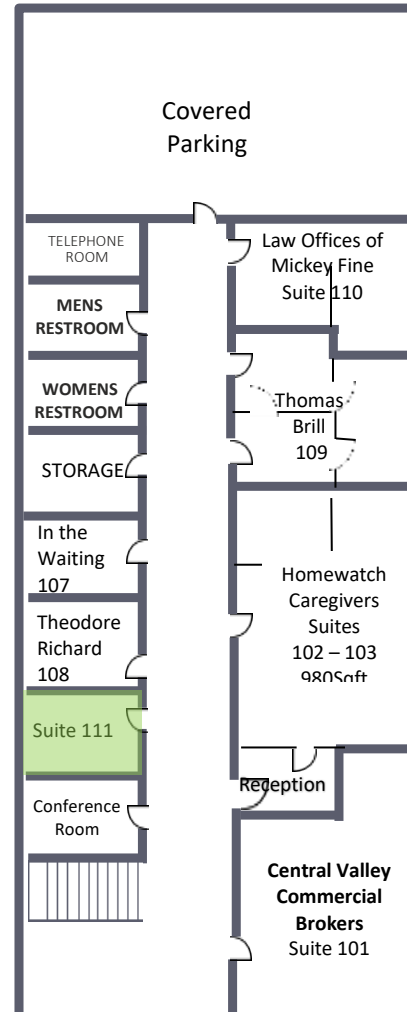 Covered
Parking
TELEPHONE
ROOM
Law Offices of
Mickey Fine
Suite 110
MENS
RESTROOM
WOMENS
RESTROOM
Thomas
Brill
109
STORAGE
In the
Waiting
107
Homewatch
Caregivers
Suites
102 – 103
980Sqft
Theodore
Richard
108
Suite 111
Reception
Conference
Room
Central Valley
Commercial
Brokers
Suite 101